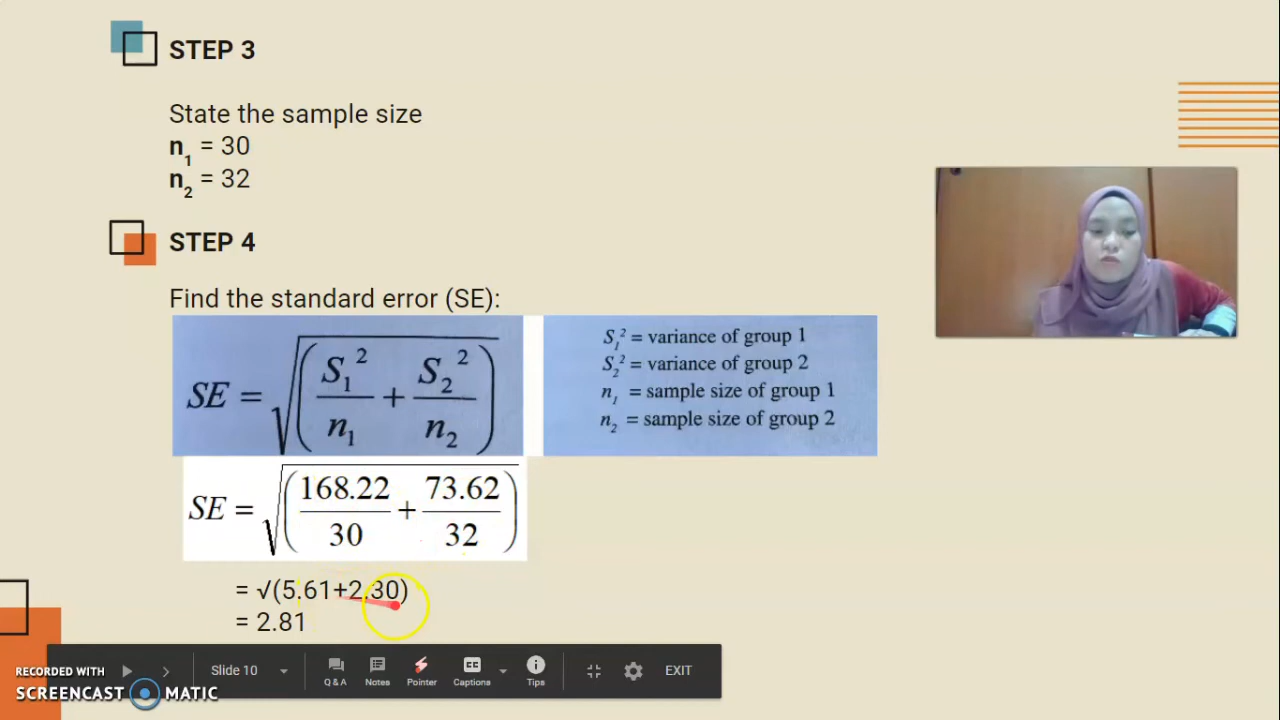 STEP 3
State the sample size
n1 = 30
n2 = 32
STEP 4
Find the standard error (SE):
SE = √(S1²/n1 + S2²/n2)
S1² = variance of group 1
S2² = variance of group 2
n1 = sample size of group 1
n2 = sample size of group 2
SE = √(168.22/30 + 73.62/32)
= √(5.61+2.30)
= 2.81
Slide 10
Q & A
Notes
Pointer
CC
Captions
Tips
EXIT
RECORDED WITH
SCREENCAST MATIC